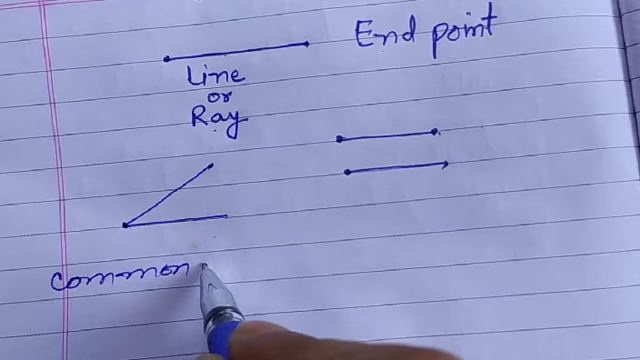 End point
Line
or
Ray
Common